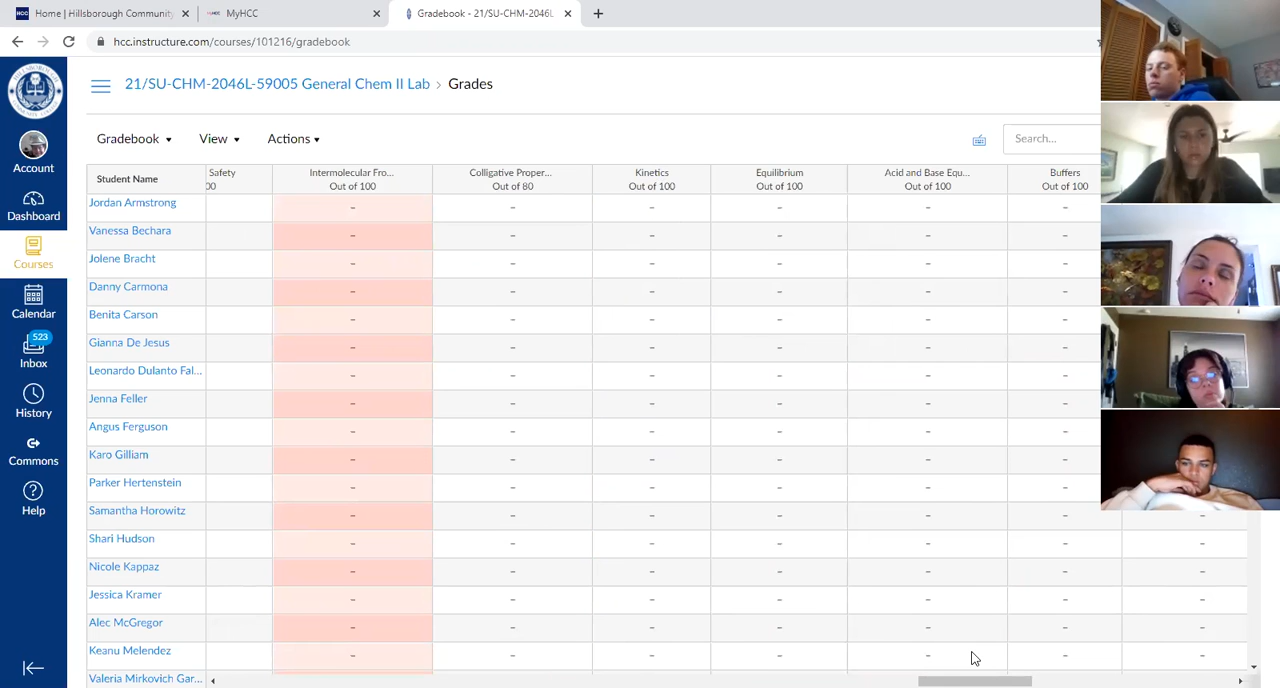 Home | Hillsborough Community
MyHCC
Gradebook - 21/SU-CHM-2046L
hcc.instructure.com/courses/101216/gradebook
21/SU-CHM-2046L-59005 General Chem II Lab › Grades
Gradebook View Actions
Search...
Account
Dashboard
Courses
Calendar
523
Inbox
History
Commons
Help
Student Name
Safety
00
Intermolecular Fro...
Out of 100
Colligative Proper...
Out of 80
Kinetics
Out of 100
Equilibrium
Out of 100
Acid and Base Equ...
Out of 100
Buffers
Out of 100
Jordan Armstrong - - - - - -
Vanessa Bechara - - - - - -
Jolene Bracht - - - - - -
Danny Carmona - - - - - -
Benita Carson - - - - - -
Gianna De Jesus - - - - - -
Leonardo Dulanto Fal... - - - - - -
Jenna Feller - - - - - -
Angus Ferguson - - - - - -
Karo Gilliam - - - - - -
Parker Hertenstein - - - - - -
Samantha Horowitz - - - - - - -
Shari Hudson - - - - - - -
Nicole Kappaz - - - - - - -
Jessica Kramer - - - - - - -
Alec McGregor - - - - - - -
Keanu Melendez - - - - - - -
Valeria Mirkovich Gar...